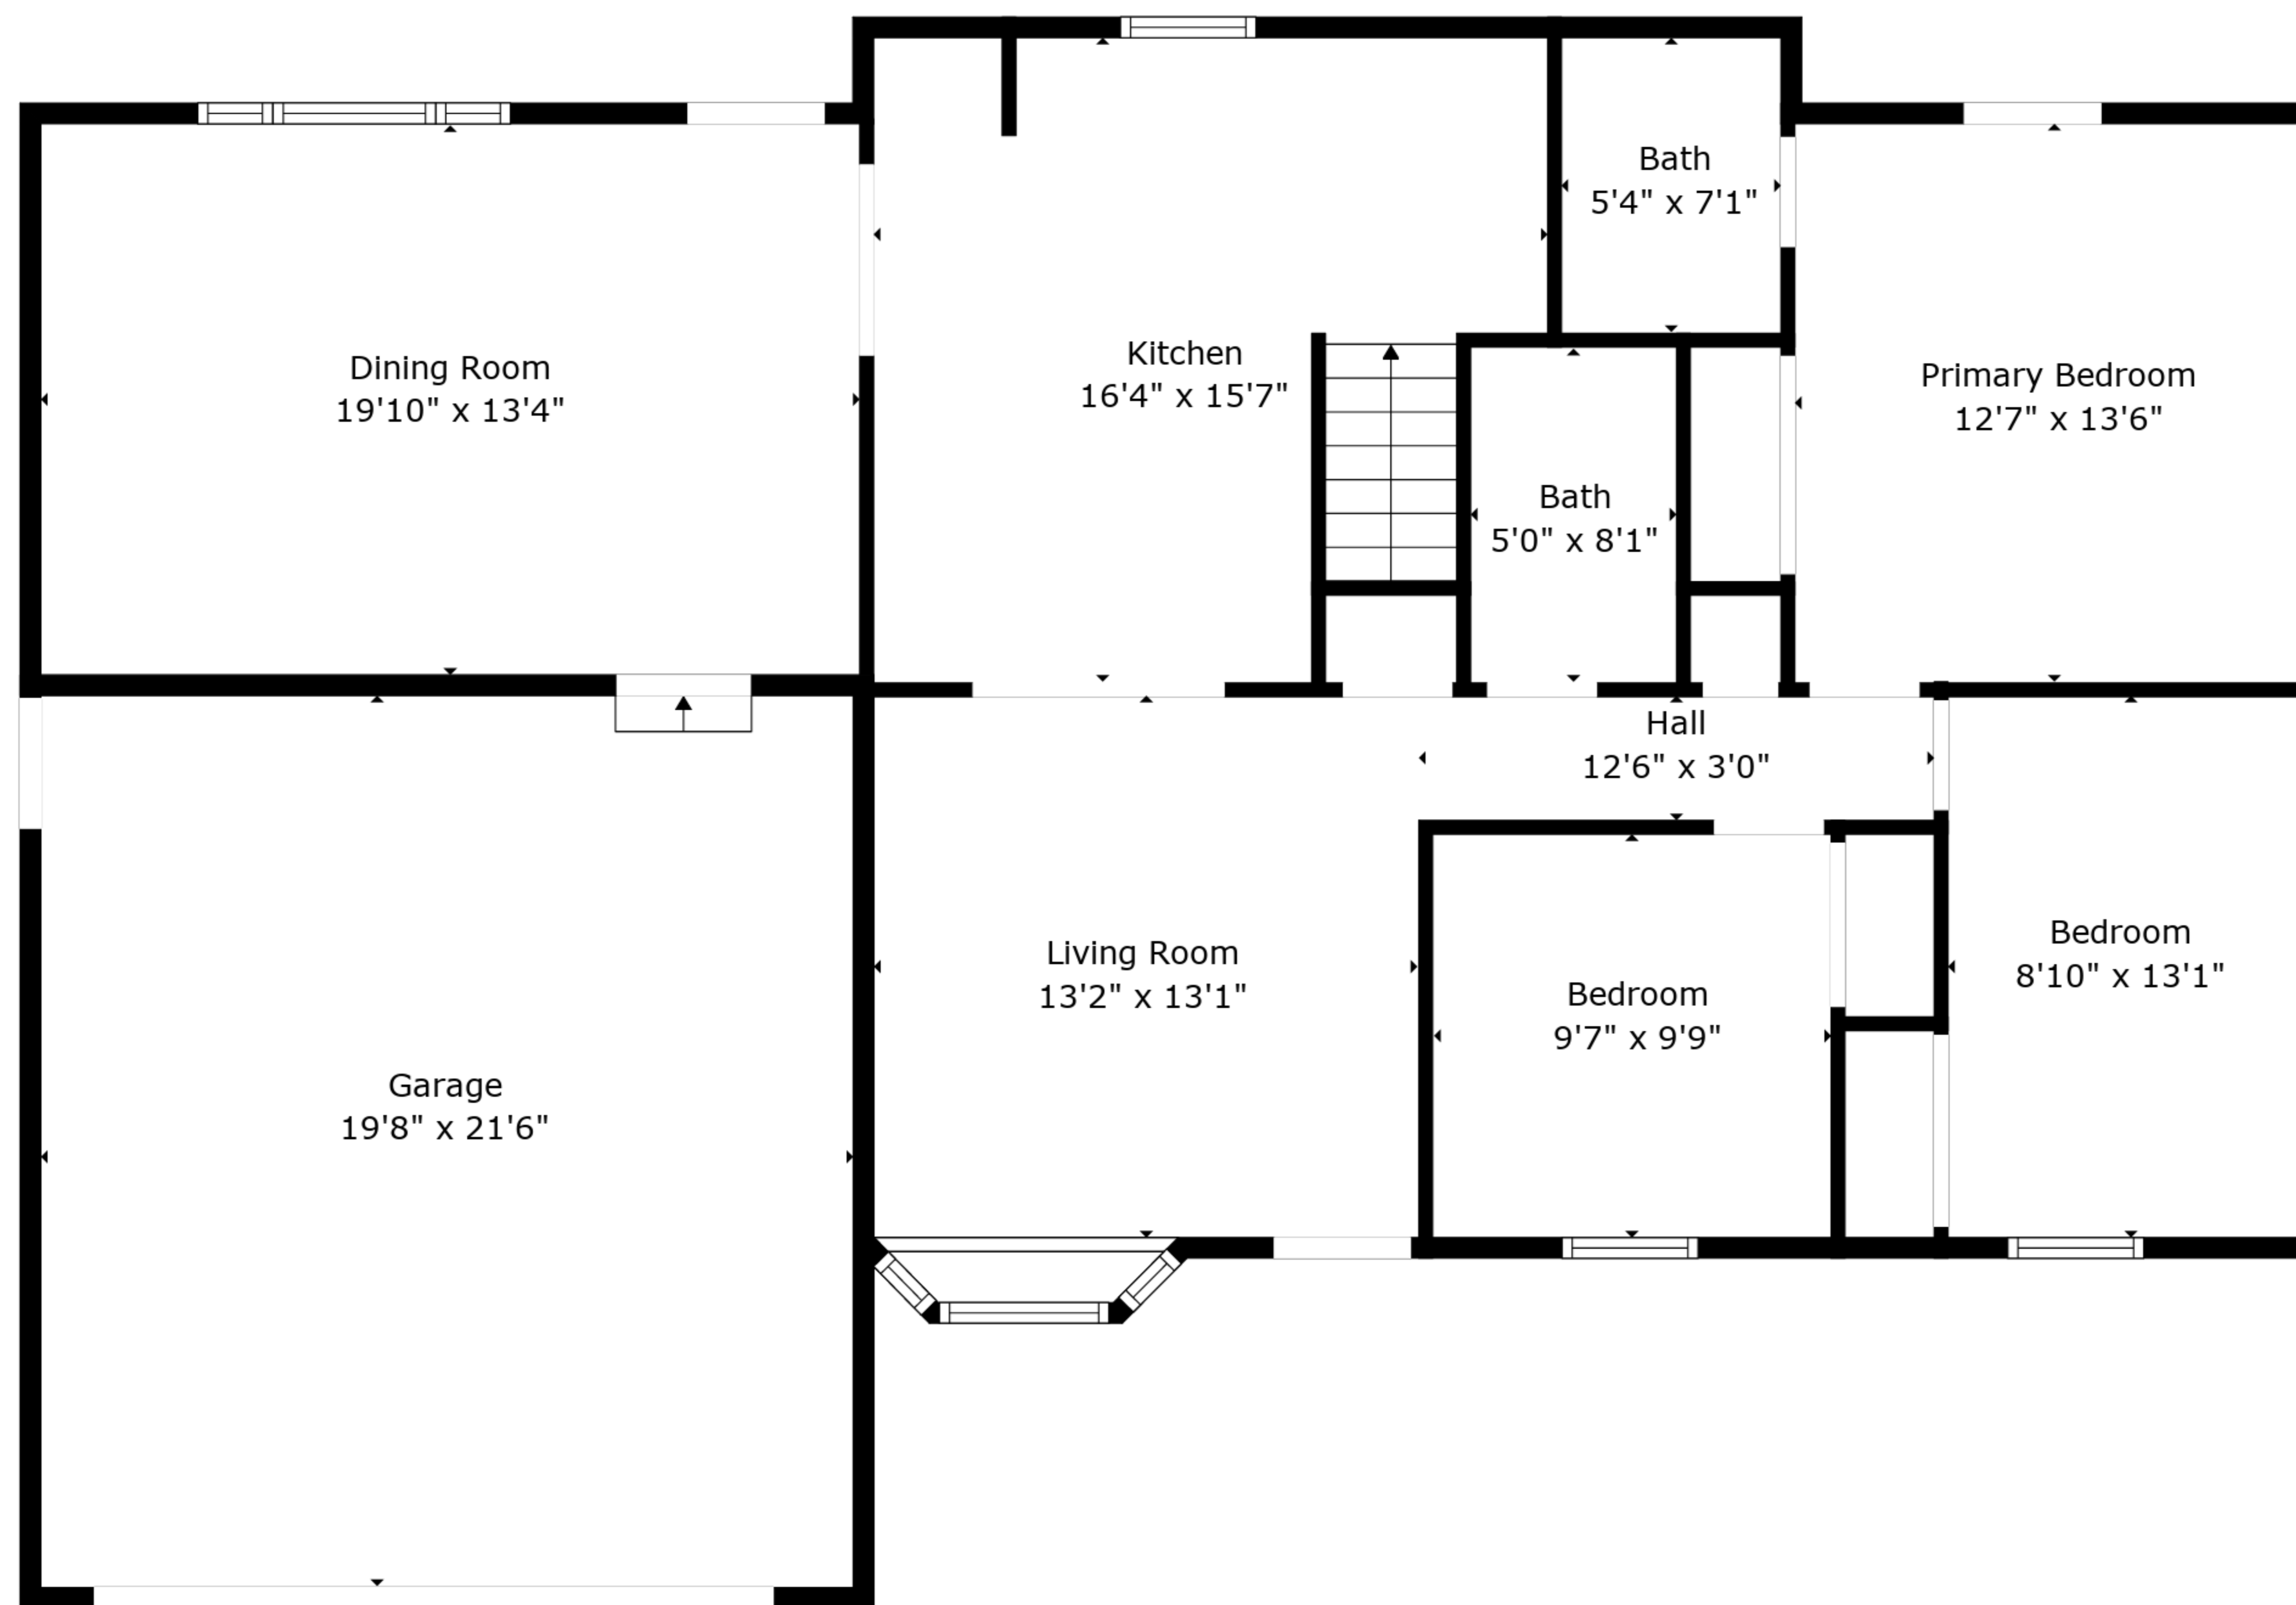 Bath
5'4" x 7'1"
Dining Room
19'10" x 13'4"
Kitchen
16'4" x 15'7"
Primary Bedroom
12'7" x 13'6"
Bath
5'0" x 8'1"
Hall
12'6" x 3'0"
Living Room
13'2" x 13'1"
Bedroom
9'7" x 9'9"
Bedroom
8'10" x 13'1"
Garage
19'8" x 21'6"